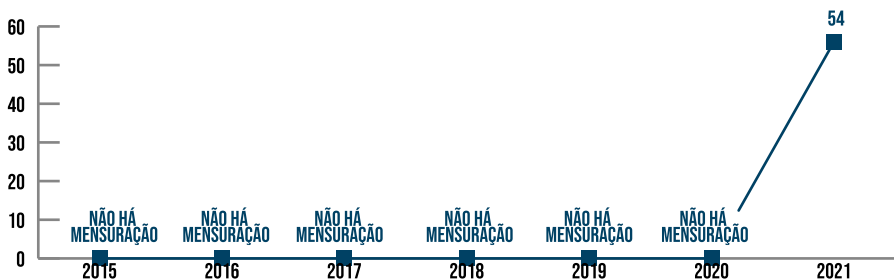 54
60
50
40
30
20
10
0
NÃO HÁ
MENSURAÇÃO
NÃO HÁ
MENSURAÇÃO
NÃO HÁ
MENSURAÇÃO
NÃO HÁ
MENSURAÇÃO
NÃO HÁ
MENSURAÇÃO
NÃO HÁ
MENSURAÇÃO
2015 2016 2017 2018 2019 2020 2021